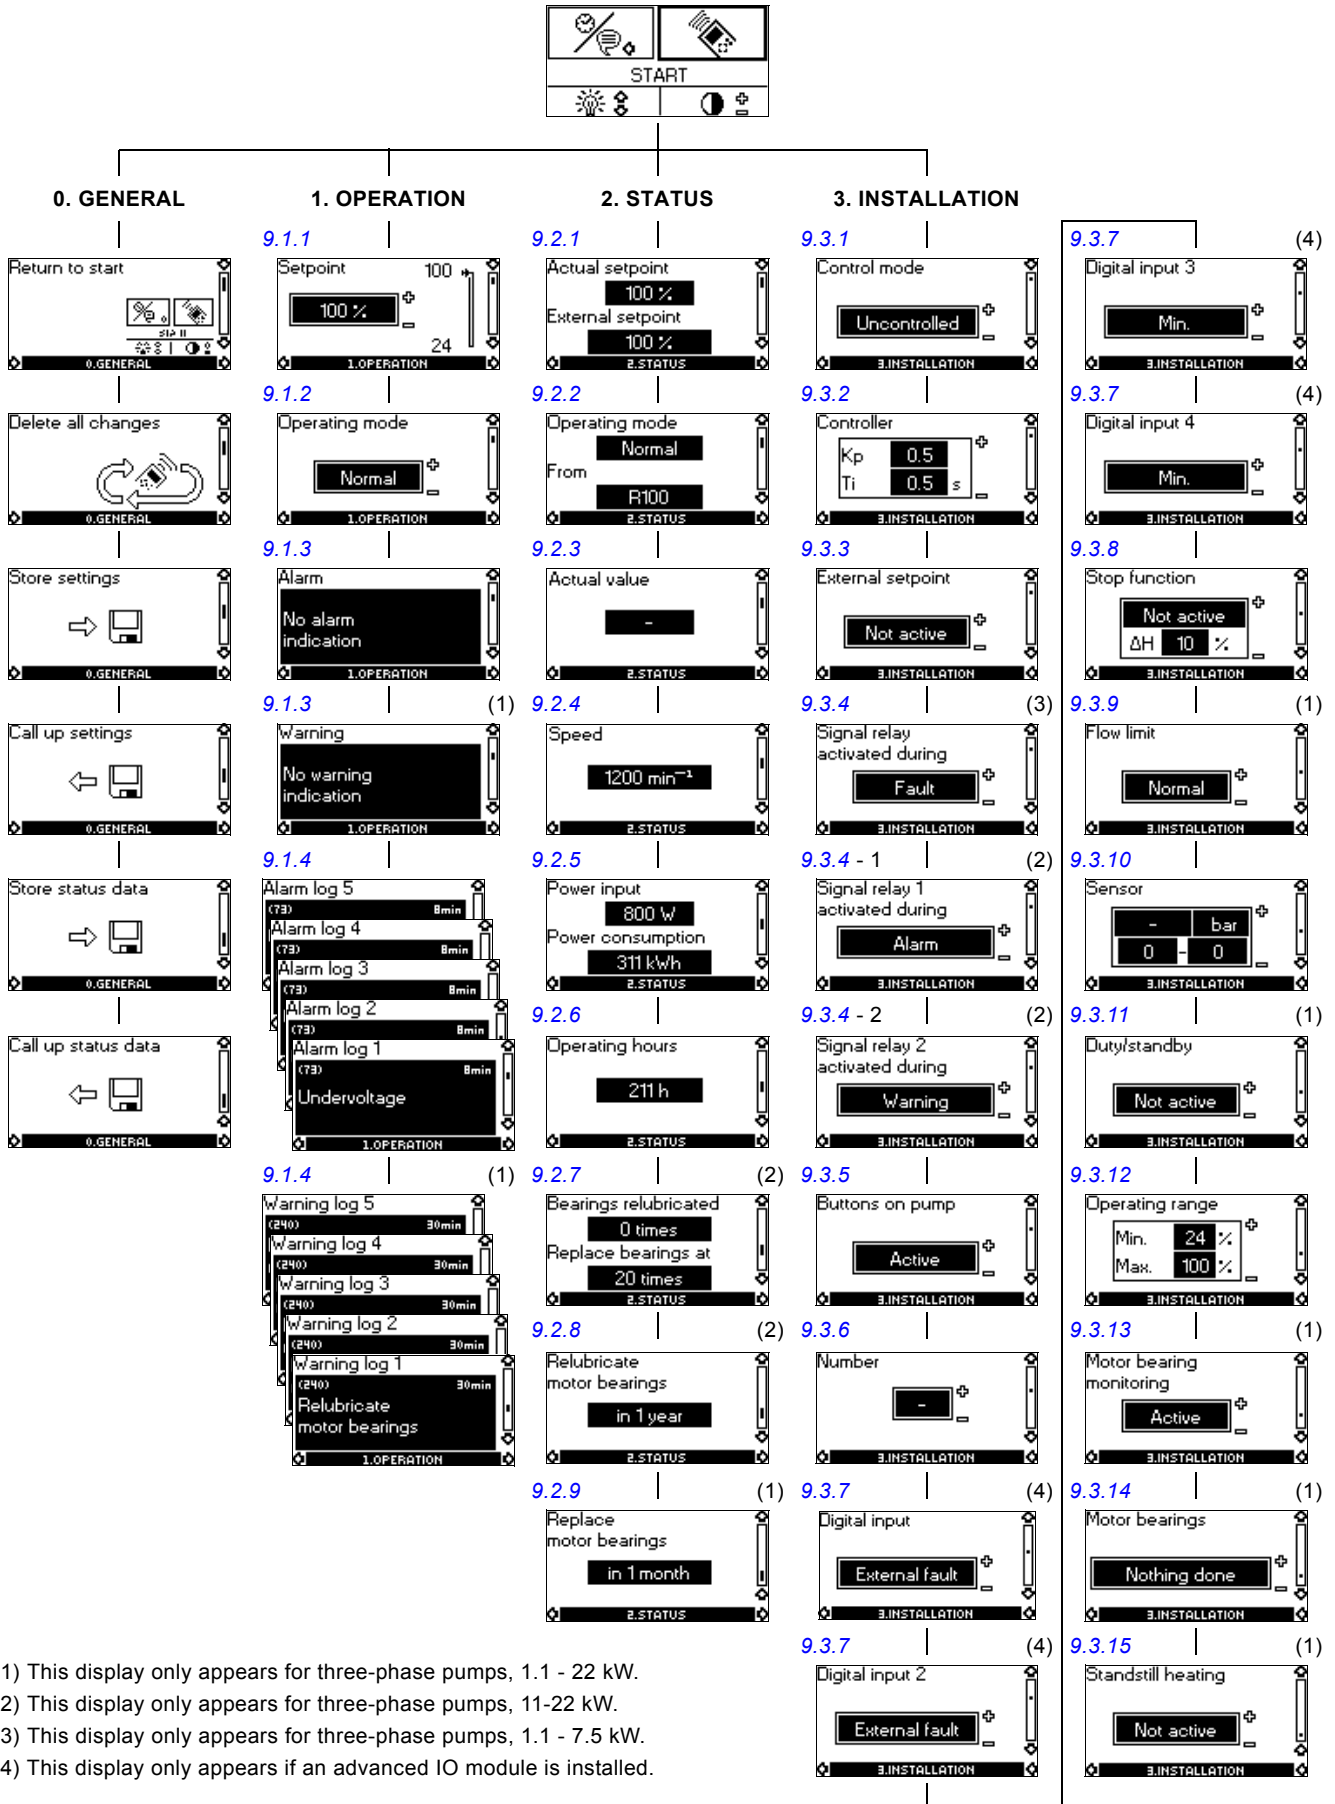 START
0. GENERAL
Return to start
START
0.GENERAL
Delete all changes
0.GENERAL
Store settings
0.GENERAL
Call up settings
0.GENERAL
Store status data
0.GENERAL
Call up status data
0.GENERAL
1. OPERATION
9.1.1
Setpoint
100
100 %
24
1.OPERATION
9.1.2
Operating mode
Normal
1.OPERATION
9.1.3
Alarm
No alarm
indication
1.OPERATION
9.1.3 (1)
Warning
No warning
indication
1.OPERATION
9.1.4
Alarm log 5
(73) 8min
Alarm log 4
(73) 8min
Alarm log 3
(73) 8min
Alarm log 2
(73) 8min
Alarm log 1
(73) 8min
Undervoltage
1.OPERATION
9.1.4 (1)
Warning log 5
(240) 30min
Warning log 4
(240) 30min
Warning log 3
(240) 30min
Warning log 2
(240) 30min
Warning log 1
(240) 30min
Relubricate
motor bearings
1.OPERATION
2. STATUS
9.2.1
Actual setpoint
100 %
External setpoint
100 %
2.STATUS
9.2.2
Operating mode
Normal
From
R100
2.STATUS
9.2.3
Actual value
-
2.STATUS
9.2.4
Speed
1200 min⁻¹
2.STATUS
9.2.5
Power input
800 W
Power consumption
311 kWh
2.STATUS
9.2.6
Operating hours
211 h
2.STATUS
9.2.7 (2)
Bearings relubricated
0 times
Replace bearings at
20 times
2.STATUS
9.2.8 (2)
Relubricate
motor bearings
in 1 year
2.STATUS
9.2.9 (1)
Replace
motor bearings
in 1 month
2.STATUS
3. INSTALLATION
9.3.1
Control mode
Uncontrolled
3.INSTALLATION
9.3.2
Controller
Kp 0.5
Ti 0.5 s
3.INSTALLATION
9.3.3
External setpoint
Not active
3.INSTALLATION
9.3.4 (3)
Signal relay
activated during
Fault
3.INSTALLATION
9.3.4 - 1 (2)
Signal relay 1
activated during
Alarm
3.INSTALLATION
9.3.4 - 2 (2)
Signal relay 2
activated during
Warning
3.INSTALLATION
9.3.5
Buttons on pump
Active
3.INSTALLATION
9.3.6
Number
-
3.INSTALLATION
9.3.7 (4)
Digital input
External fault
3.INSTALLATION
9.3.7 (4)
Digital input 2
External fault
3.INSTALLATION
9.3.7 (4)
Digital input 3
Min.
3.INSTALLATION
9.3.7 (4)
Digital input 4
Min.
3.INSTALLATION
9.3.8
Stop function
Not active
ΔH 10 %
3.INSTALLATION
9.3.9 (1)
Flow limit
Normal
3.INSTALLATION
9.3.10
Sensor
- bar
0 - 0
3.INSTALLATION
9.3.11 (1)
Duty/standby
Not active
3.INSTALLATION
9.3.12
Operating range
Min. 24 %
Max. 100 %
3.INSTALLATION
9.3.13 (1)
Motor bearing
monitoring
Active
3.INSTALLATION
9.3.14 (1)
Motor bearings
Nothing done
3.INSTALLATION
9.3.15 (1)
Standstill heating
Not active
3.INSTALLATION
1) This display only appears for three-phase pumps, 1.1 - 22 kW.
2) This display only appears for three-phase pumps, 11-22 kW.
3) This display only appears for three-phase pumps, 1.1 - 7.5 kW.
4) This display only appears if an advanced IO module is installed.